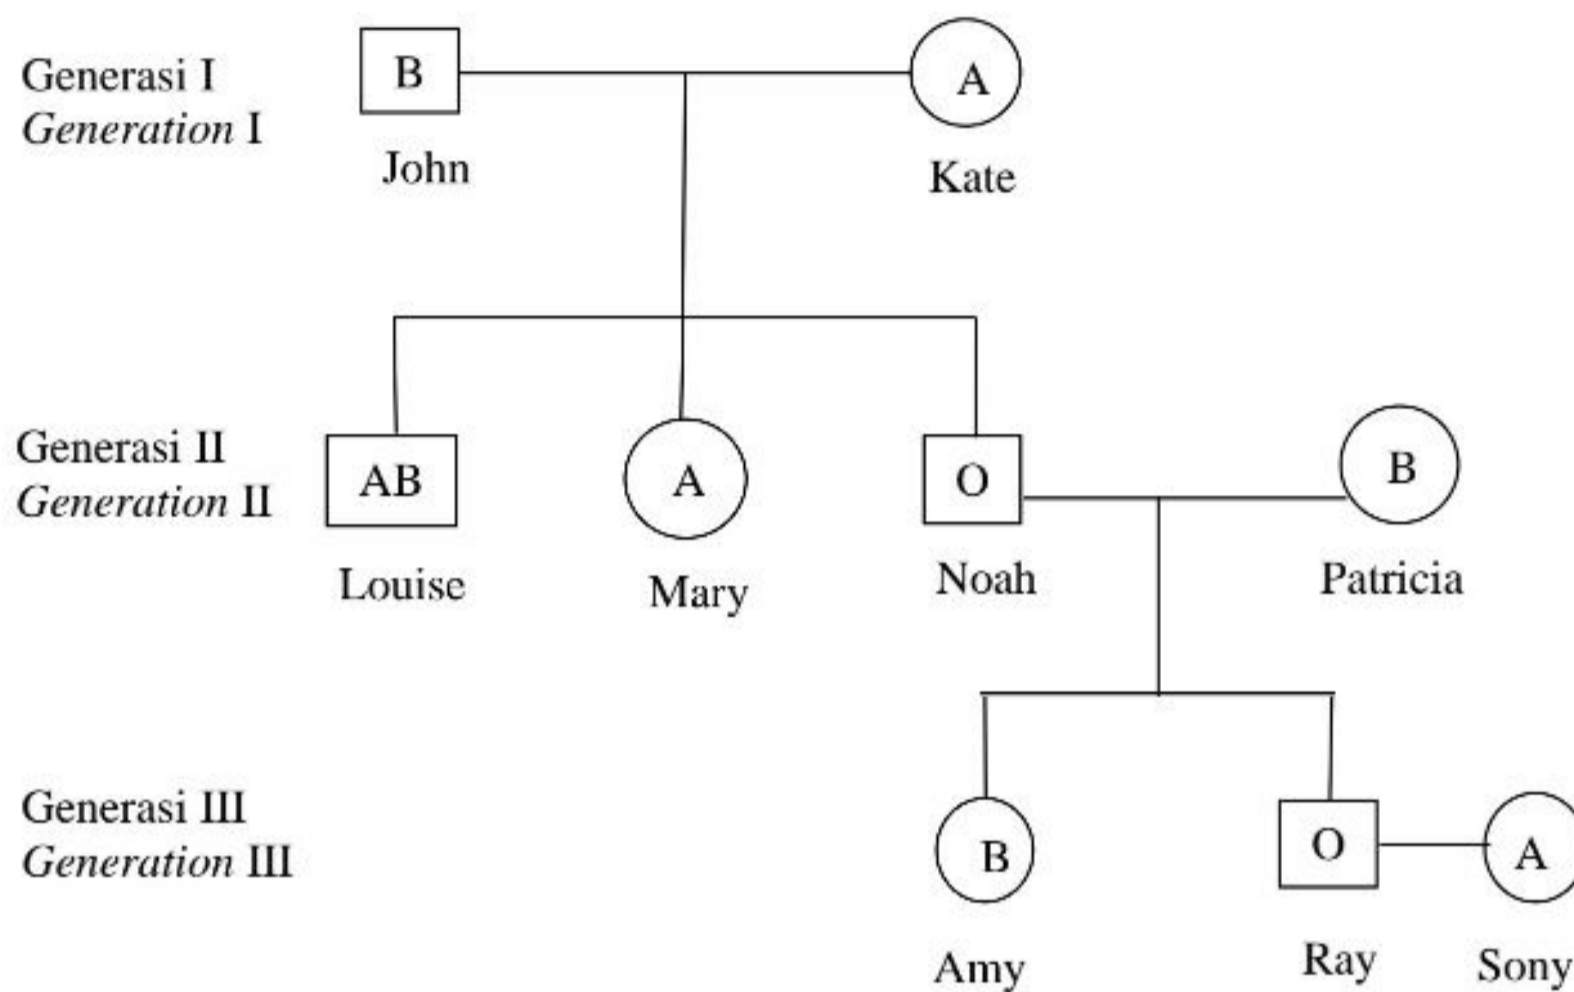 Generasi I
Generation I
B
A
John
Kate
Generasi II
Generation II
AB
A
O
B
Louise
Mary
Noah
Patricia
Generasi III
Generation III
B
O
A
Amy
Ray
Sony